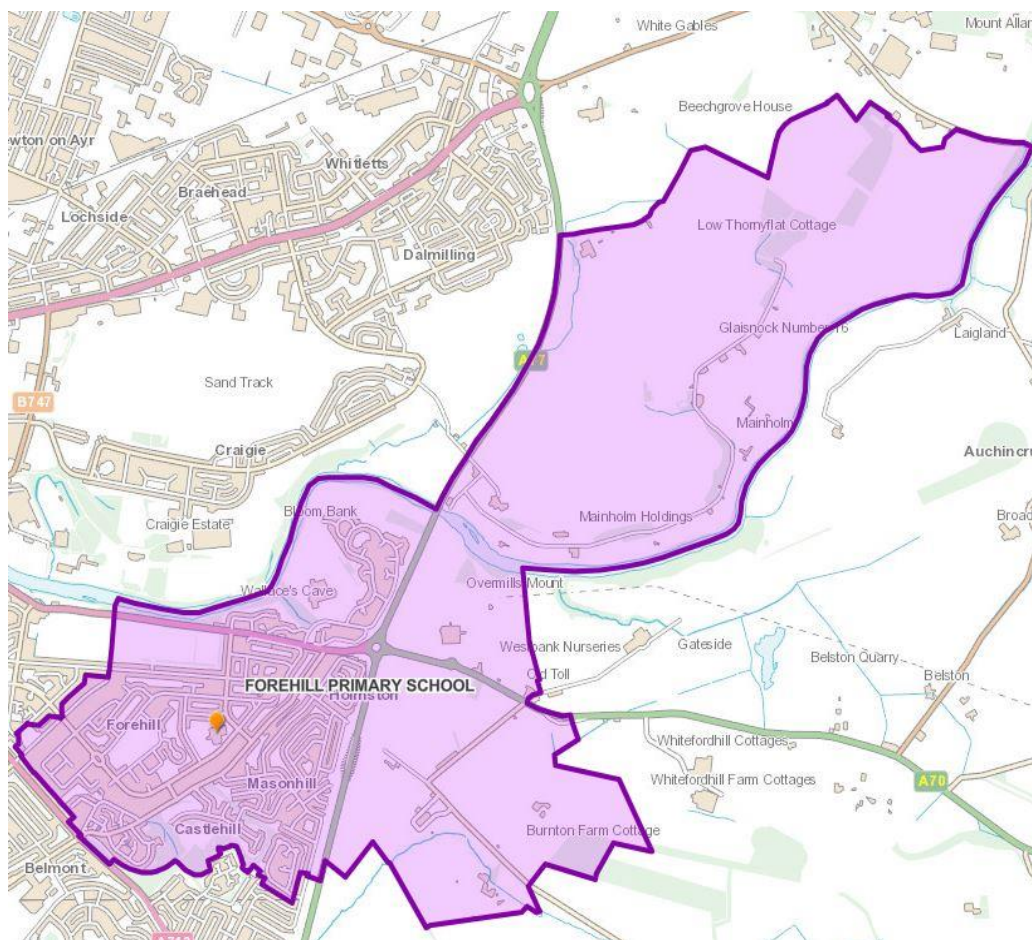 White Gables
Mount Allan
Beechgrove House
ewton on Ayr
Whitletts
Braehead
Lochside
Low Thornyflat Cottage
Dalmilling
Glaisnock Number 16
Laigland
A77
Sand Track
B747
Mainholm
Craigie
Auchincru
Bloom Bank
Mainholm Holdings
Craigie Estate
Broad
Wallace's Cave
Overmills Mount
Westbank Nurseries
Gateside
Belston Quarry
Old Toll
Belston
FOREHILL PRIMARY SCHOOL
Holmston
Forehill
Whitefordhill Cottages
Masonhill
Whitefordhill Farm Cottages
A70
Castlehill
Burnton Farm Cottage
Belmont